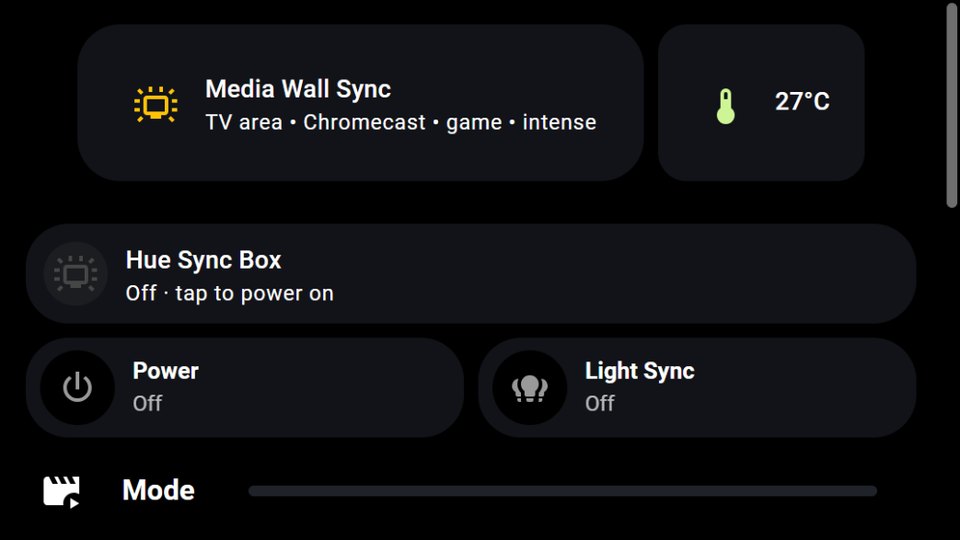 Media Wall Sync
TV area • Chromecast • game • intense
27°C
Hue Sync Box
Off · tap to power on
Power
Off
Light Sync
Off
Mode